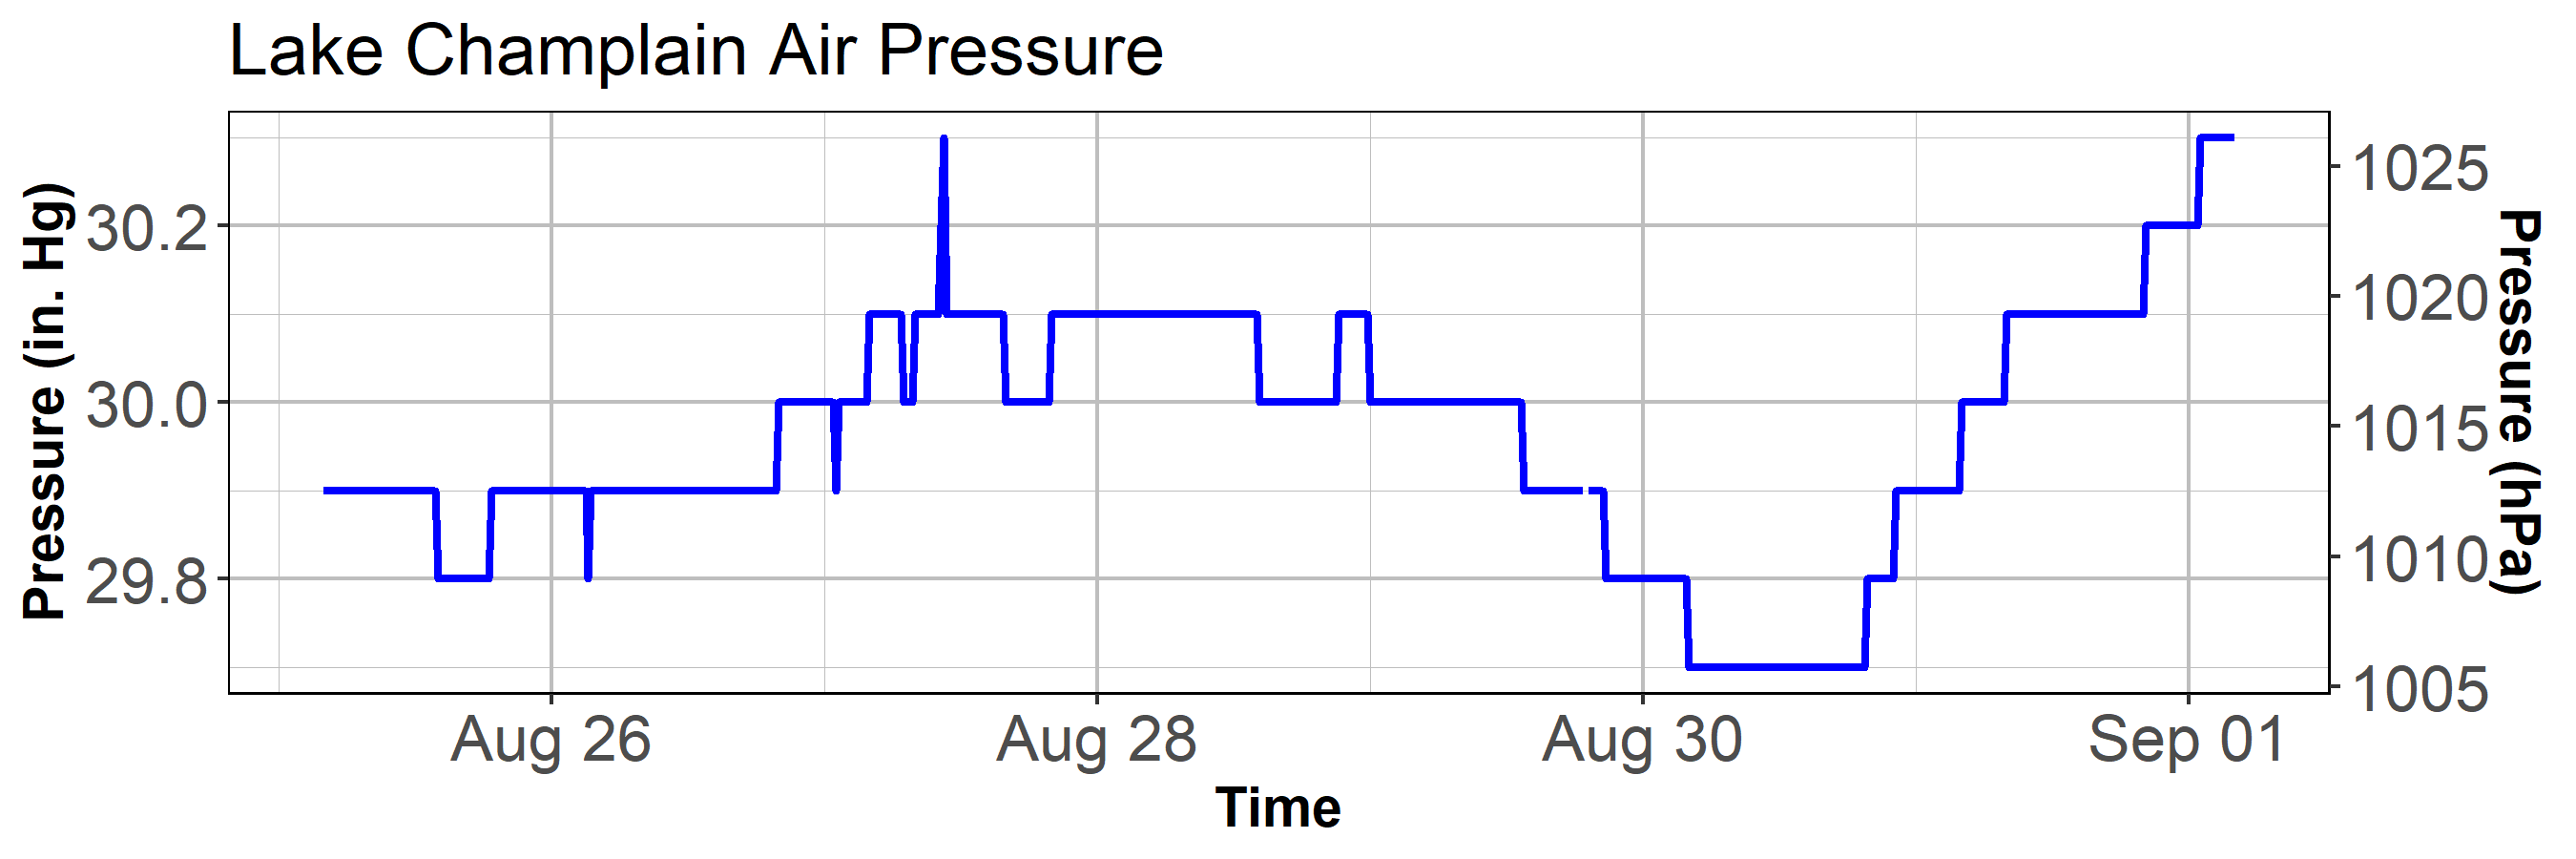 Lake Champlain Air Pressure
Pressure (in. Hg)
30.2
30.0
29.8
1025
1020
1015
1010
1005
Pressure (hPa)
Aug 26
Aug 28
Aug 30
Sep 01
Time